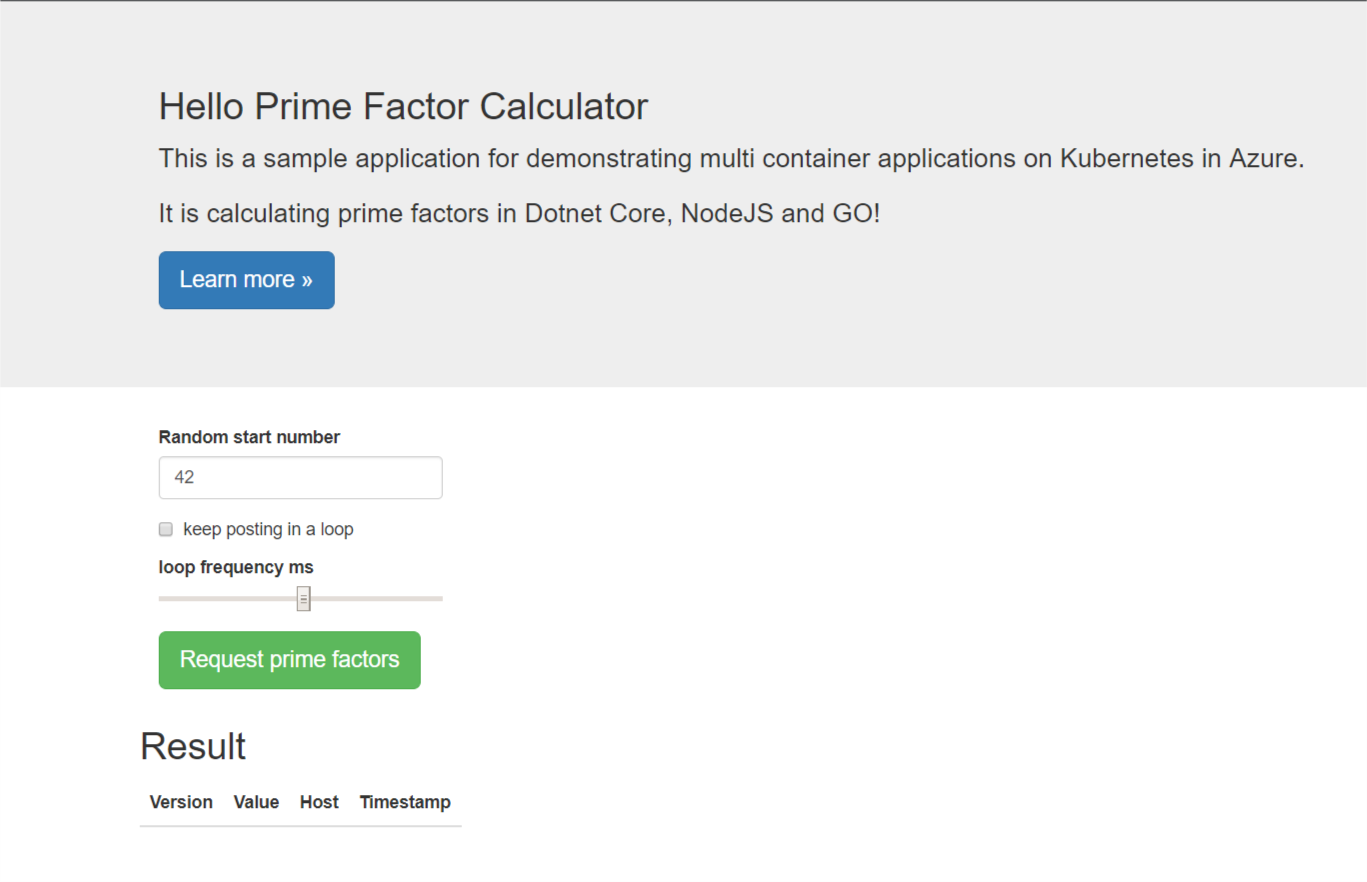 Hello Prime Factor Calculator
This is a sample application for demonstrating multi container applications on Kubernetes in Azure.
It is calculating prime factors in Dotnet Core, NodeJS and GO!
Learn more »
Random start number
42
keep posting in a loop
loop frequency ms
Request prime factors
Result
Version Value Host Timestamp